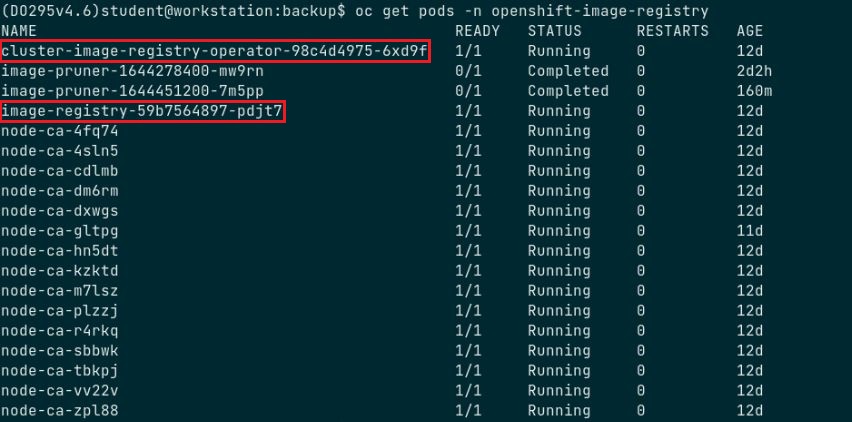 (DO295v4.6)student@workstation:backup$ oc get pods -n openshift-image-registry
NAME READY STATUS RESTARTS AGE
cluster-image-registry-operator-98c4d4975-6xd9f 1/1 Running 0 12d
image-pruner-1644278400-mw9rn 0/1 Completed 0 2d2h
image-pruner-1644451200-7m5pp 0/1 Completed 0 160m
image-registry-59b7564897-pdjt7 1/1 Running 0 12d
node-ca-4fq74 1/1 Running 0 12d
node-ca-4sln5 1/1 Running 0 12d
node-ca-cdlmb 1/1 Running 0 12d
node-ca-dm6rm 1/1 Running 0 12d
node-ca-dxwgs 1/1 Running 0 12d
node-ca-gltpg 1/1 Running 0 11d
node-ca-hn5dt 1/1 Running 0 12d
node-ca-kzktd 1/1 Running 0 12d
node-ca-m7lsz 1/1 Running 0 12d
node-ca-plzzj 1/1 Running 0 12d
node-ca-r4rkq 1/1 Running 0 12d
node-ca-sbbwk 1/1 Running 0 12d
node-ca-tbkpj 1/1 Running 0 12d
node-ca-vv22v 1/1 Running 0 12d
node-ca-zpl88 1/1 Running 0 12d